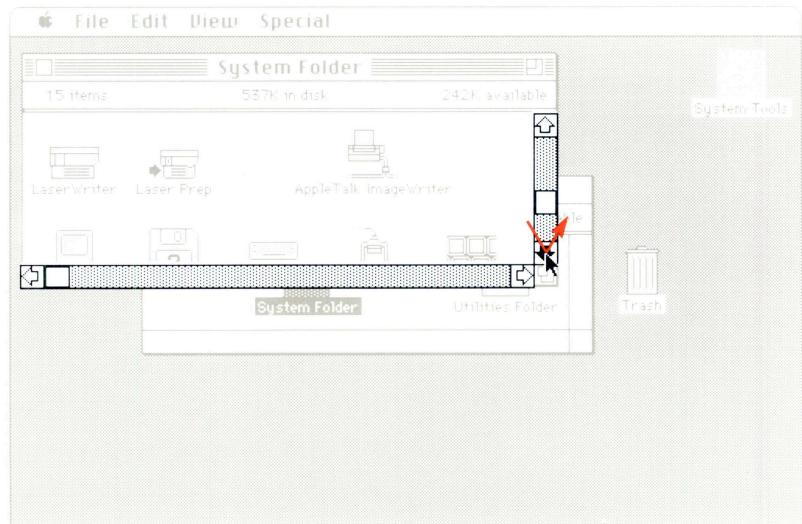 File Edit View Special
System Folder
15 items 537K in disk 242K available
System Tools
LaserWriter Laser Prep AppleTalk ImageWriter
System Folder Utilities Folder Trash